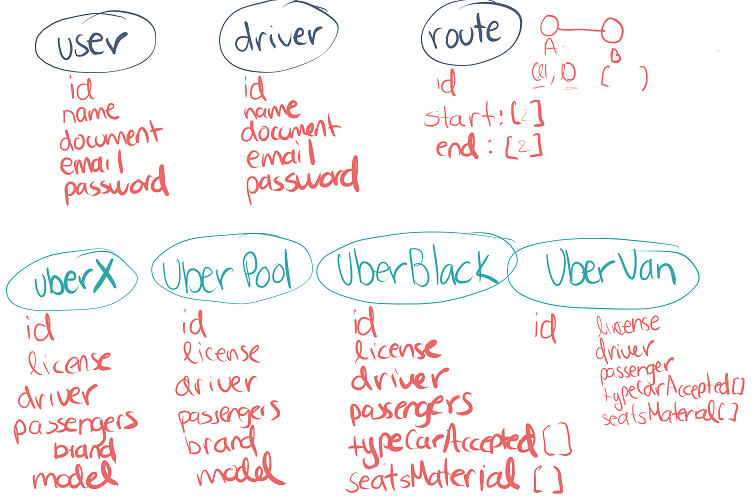 user
id
name
document
email
password
driver
id
name
document
email
password
route
id
start:[2]
end:[2]
A
B
( )
uberX
id
license
driver
passengers
brand
model
Uber Pool
id
license
driver
passengers
brand
model
UberBlack
id
license
driver
passengers
typeCarAccepted[]
seatsMaterial[]
UberVan
id
license
driver
passenger
typeCarAccepted[]
seatsMaterial[]